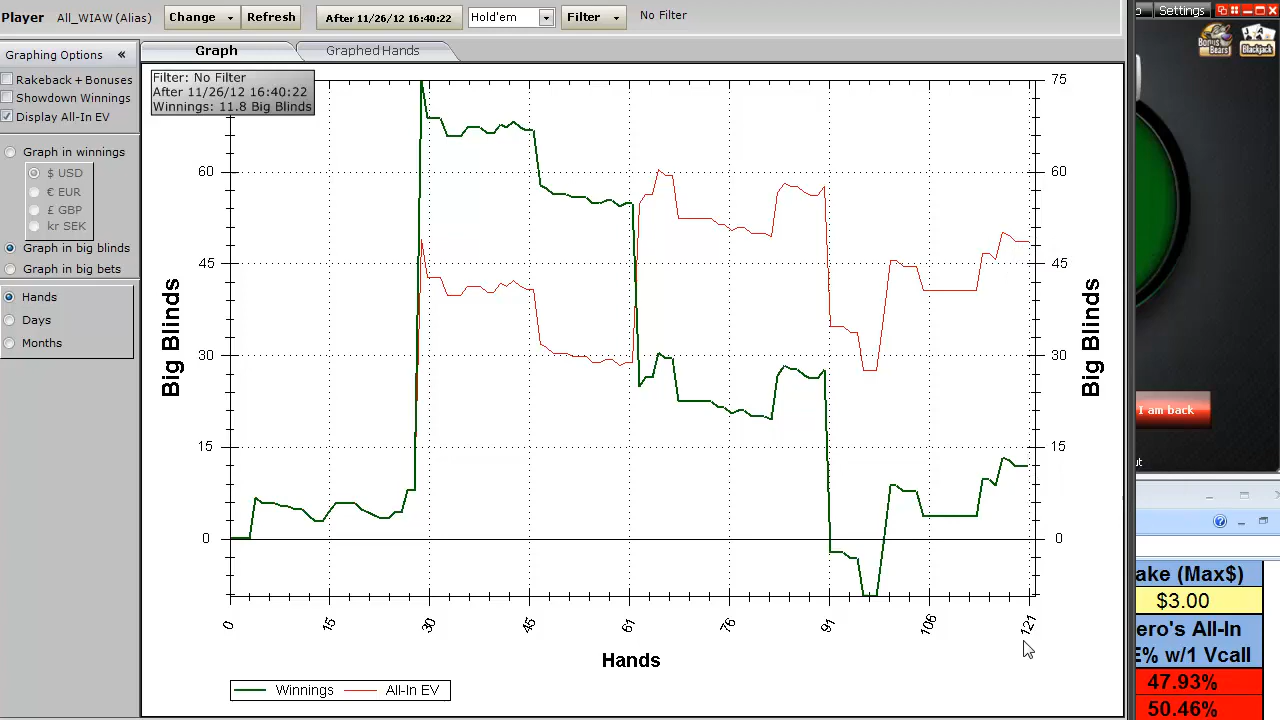 Player All_WIAW (Alias) Change Refresh After 11/26/12 16:40:22 Hold'em Filter No Filter
Settings
Graphing Options «
Graph Graphed Hands
Rakeback + Bonuses
Showdown Winnings
Display All-In EV
Graph in winnings
$ USD
€ EUR
£ GBP
kr SEK
Graph in big blinds
Graph in big bets
Hands
Days
Months
Filter: No Filter
After 11/26/12 16:40:22
Winnings: 11.8 Big Blinds
75
60 60
45 45
30 30
15 15
0 0
Big Blinds
Big Blinds
0 15 30 45 61 76 91 106 121
Hands
Winnings All-In EV
Bonus Bears
Blackjack
I am back
ut
ake (Max$)
$3.00
ero's All-In
E% w/1 Vcall
47.93%
50.46%